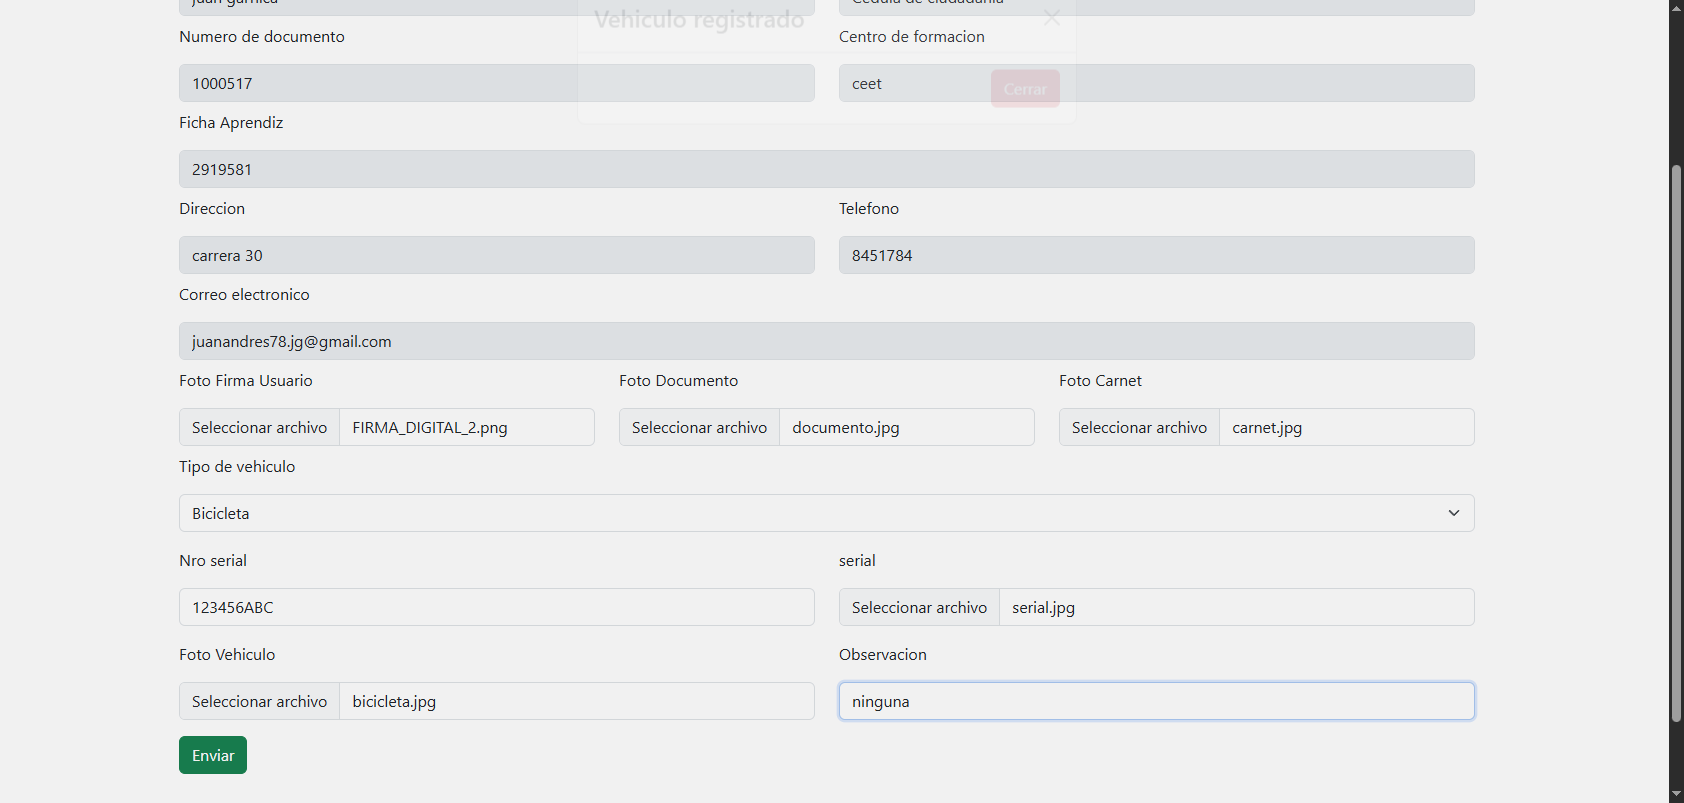 juan garnica
Cedula de ciudadania
Vehiculo registrado
Numero de documento
Centro de formacion
1000517
ceet
Cerrar
Ficha Aprendiz
2919581
Direccion
Telefono
carrera 30
8451784
Correo electronico
juanandres78.jg@gmail.com
Foto Firma Usuario
Foto Documento
Foto Carnet
Seleccionar archivo FIRMA_DIGITAL_2.png
Seleccionar archivo documento.jpg
Seleccionar archivo carnet.jpg
Tipo de vehiculo
Bicicleta
Nro serial
serial
123456ABC
Seleccionar archivo serial.jpg
Foto Vehiculo
Observacion
Seleccionar archivo bicicleta.jpg
ninguna
Enviar